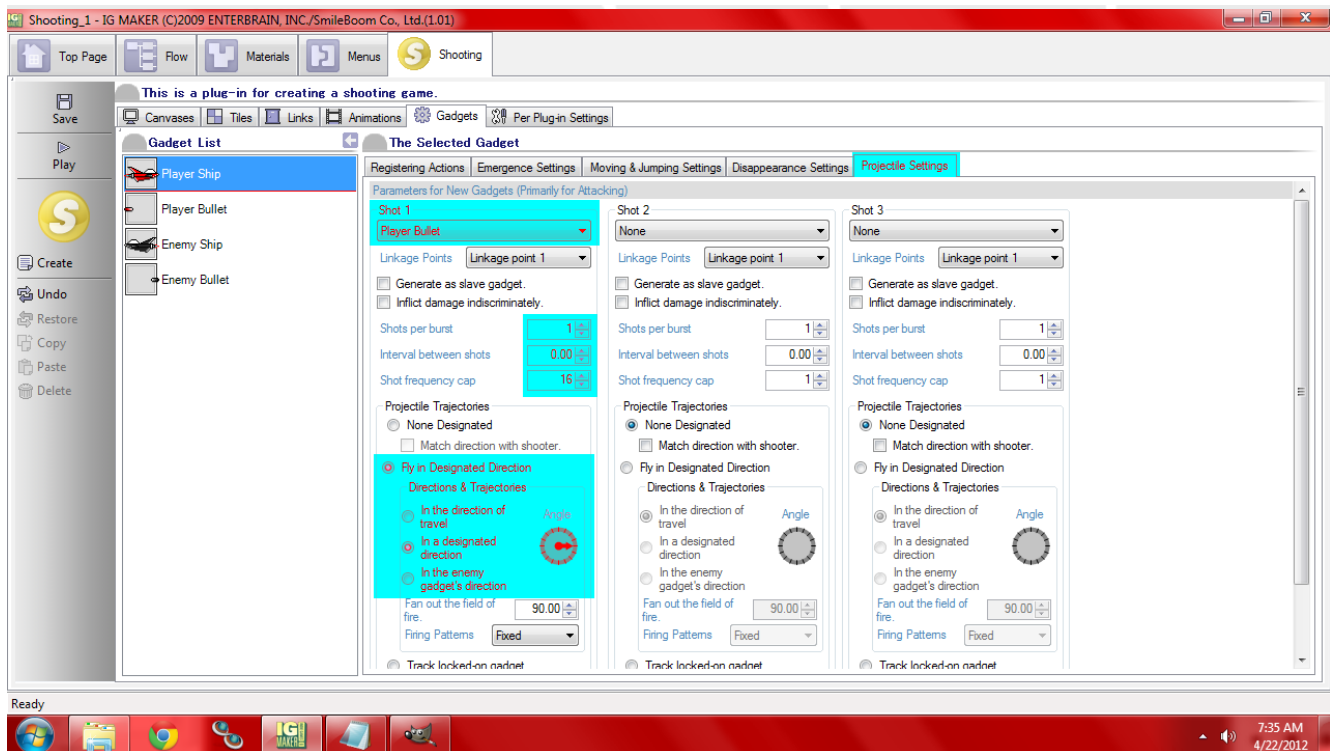 Shooting_1 - IG MAKER (C)2009 ENTERBRAIN, INC./SmileBoom Co., Ltd.(1.01)
Top Page Flow Materials Menus Shooting
This is a plug-in for creating a shooting game.
Save
Canvases Tiles Links Animations Gadgets Per Plug-in Settings
Gadget List The Selected Gadget
Play
Player Ship
Registering Actions Emergence Settings Moving & Jumping Settings Disappearance Settings Projectile Settings
Parameters for New Gadgets (Primarily for Attacking)
Player Bullet
Shot 1 Shot 2 Shot 3
Player Bullet None None
Enemy Ship
Linkage Points Linkage point 1 Linkage Points Linkage point 1 Linkage Points Linkage point 1
Create
Enemy Bullet
Generate as slave gadget. Generate as slave gadget. Generate as slave gadget.
Undo
Inflict damage indiscriminately. Inflict damage indiscriminately. Inflict damage indiscriminately.
Restore
Shots per burst 1 Shots per burst 1 Shots per burst 1
Copy
Interval between shots 0.00 Interval between shots 0.00 Interval between shots 0.00
Paste
Shot frequency cap 16 Shot frequency cap 1 Shot frequency cap 1
Delete
Projectile Trajectories Projectile Trajectories Projectile Trajectories
None Designated None Designated None Designated
Match direction with shooter. Match direction with shooter. Match direction with shooter.
Fly in Designated Direction Fly in Designated Direction Fly in Designated Direction
Directions & Trajectories Directions & Trajectories Directions & Trajectories
In the direction of travel Angle In the direction of travel Angle In the direction of travel Angle
In a designated direction In a designated direction In a designated direction
In the enemy gadget's direction In the enemy gadget's direction In the enemy gadget's direction
Fan out the field of fire. 90.00 Fan out the field of fire. 90.00 Fan out the field of fire. 90.00
Firing Patterns Fixed Firing Patterns Fixed Firing Patterns Fixed
Track locked-on gadget Track locked-on gadget Track locked-on gadget
Ready
IG MAKER
7:35 AM
4/22/2012